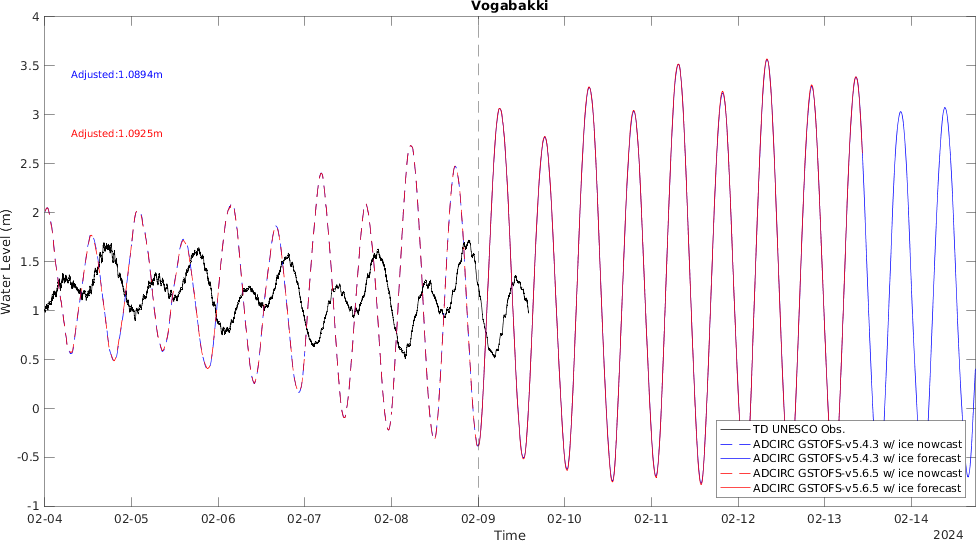 Vogabakki
4
3.5
3
2.5
2
1.5
1
0.5
0
-0.5
-1
Water Level (m)
Adjusted:1.0894m
Adjusted:1.0925m
TD UNESCO Obs.
ADCIRC GSTOFS-v5.4.3 w/ ice nowcast
ADCIRC GSTOFS-v5.4.3 w/ ice forecast
ADCIRC GSTOFS-v5.6.5 w/ ice nowcast
ADCIRC GSTOFS-v5.6.5 w/ ice forecast
02-04 02-05 02-06 02-07 02-08 02-09 02-10 02-11 02-12 02-13 02-14
Time
2024